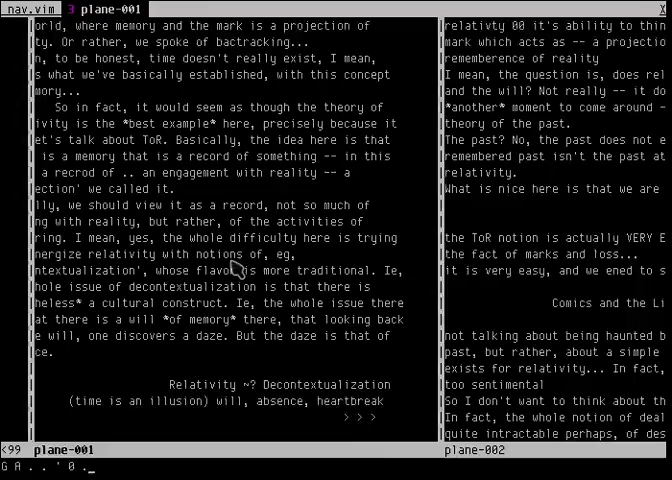 nav.vim 3 plane-001 X
orld, where memory and the mark is a projection of
ty. Or rather, we spoke of bactracking...
n, to be honest, time doesn't really exist, I mean,
s what we've basically established, with this concept
mory...
So in fact, it would seem as though the theory of
ivity is the *best example* here, precisely because it
et's talk about ToR. Basically, the idea here is that
is a memory that is a record of something -- in this
a recrod of .. an engagement with reality -- a
ection' we called it.
lly, we should view it as a record, not so much of
ng with reality, but rather, of the activities of
ring. I mean, yes, the whole difficulty here is trying
nergize relativity with notions of, eg,
ntextualization', whose flavor is more traditional. Ie,
hole issue of decontextualization is that there is
heless* a cultural construct. Ie, the whole issue there
at there is a will *of memory* there, that looking back
e will, one discovers a daze. But the daze is that of
ce.
Relativity ~? Decontextualization
(time is an illusion) will, absence, heartbreak
> > >
<99 plane-001
relativty 00 it's ability to thin
mark which acts as -- a projectio
rememberence of reality
I mean, the question is, does rel
and the will? Not really -- it do
*another* moment to come around -
theory of the past.
The past? No, the past does not e
remembered past isn't the past at
relativity.
What is nice here is that we are
the ToR notion is actually VERY E
the fact of marks and loss...
it is very easy, and we ened to s
Comics and the Li
not talking about being haunted b
past, but rather, about a simple
exists for relativity... In fact,
too sentimental
So I don't want to think about th
In fact, the whole notion of deal
quite intractable perhaps, of des
plane-002
G A . . ' 0 .